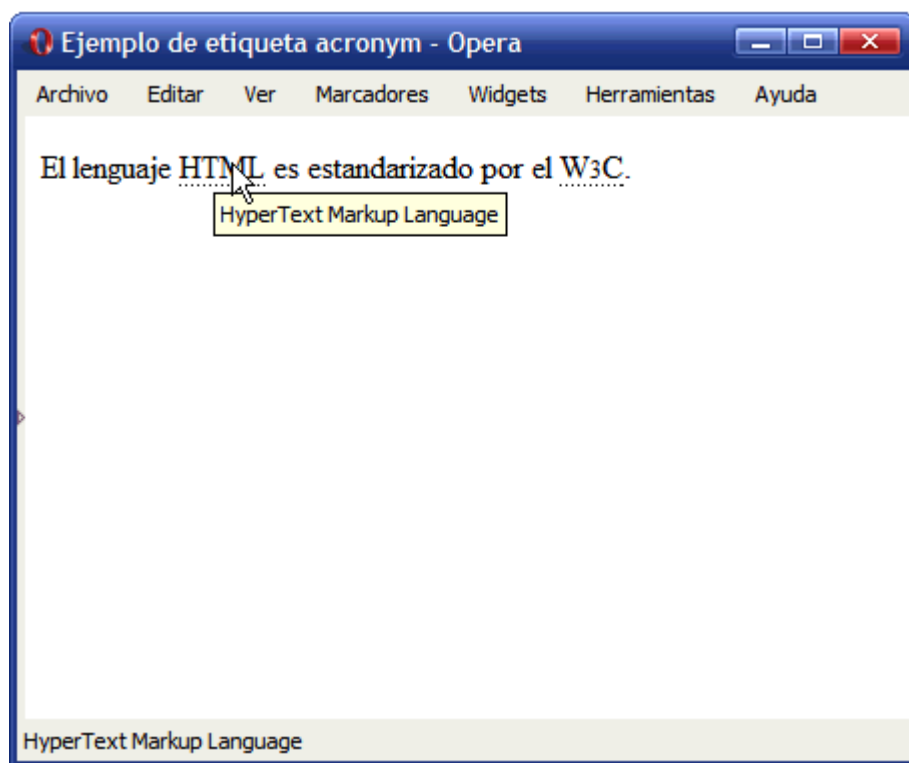 Ejemplo de etiqueta acronym - Opera
Archivo Editar Ver Marcadores Widgets Herramientas Ayuda
El lenguaje HTML es estandarizado por el W3C.
HyperText Markup Language
HyperText Markup Language